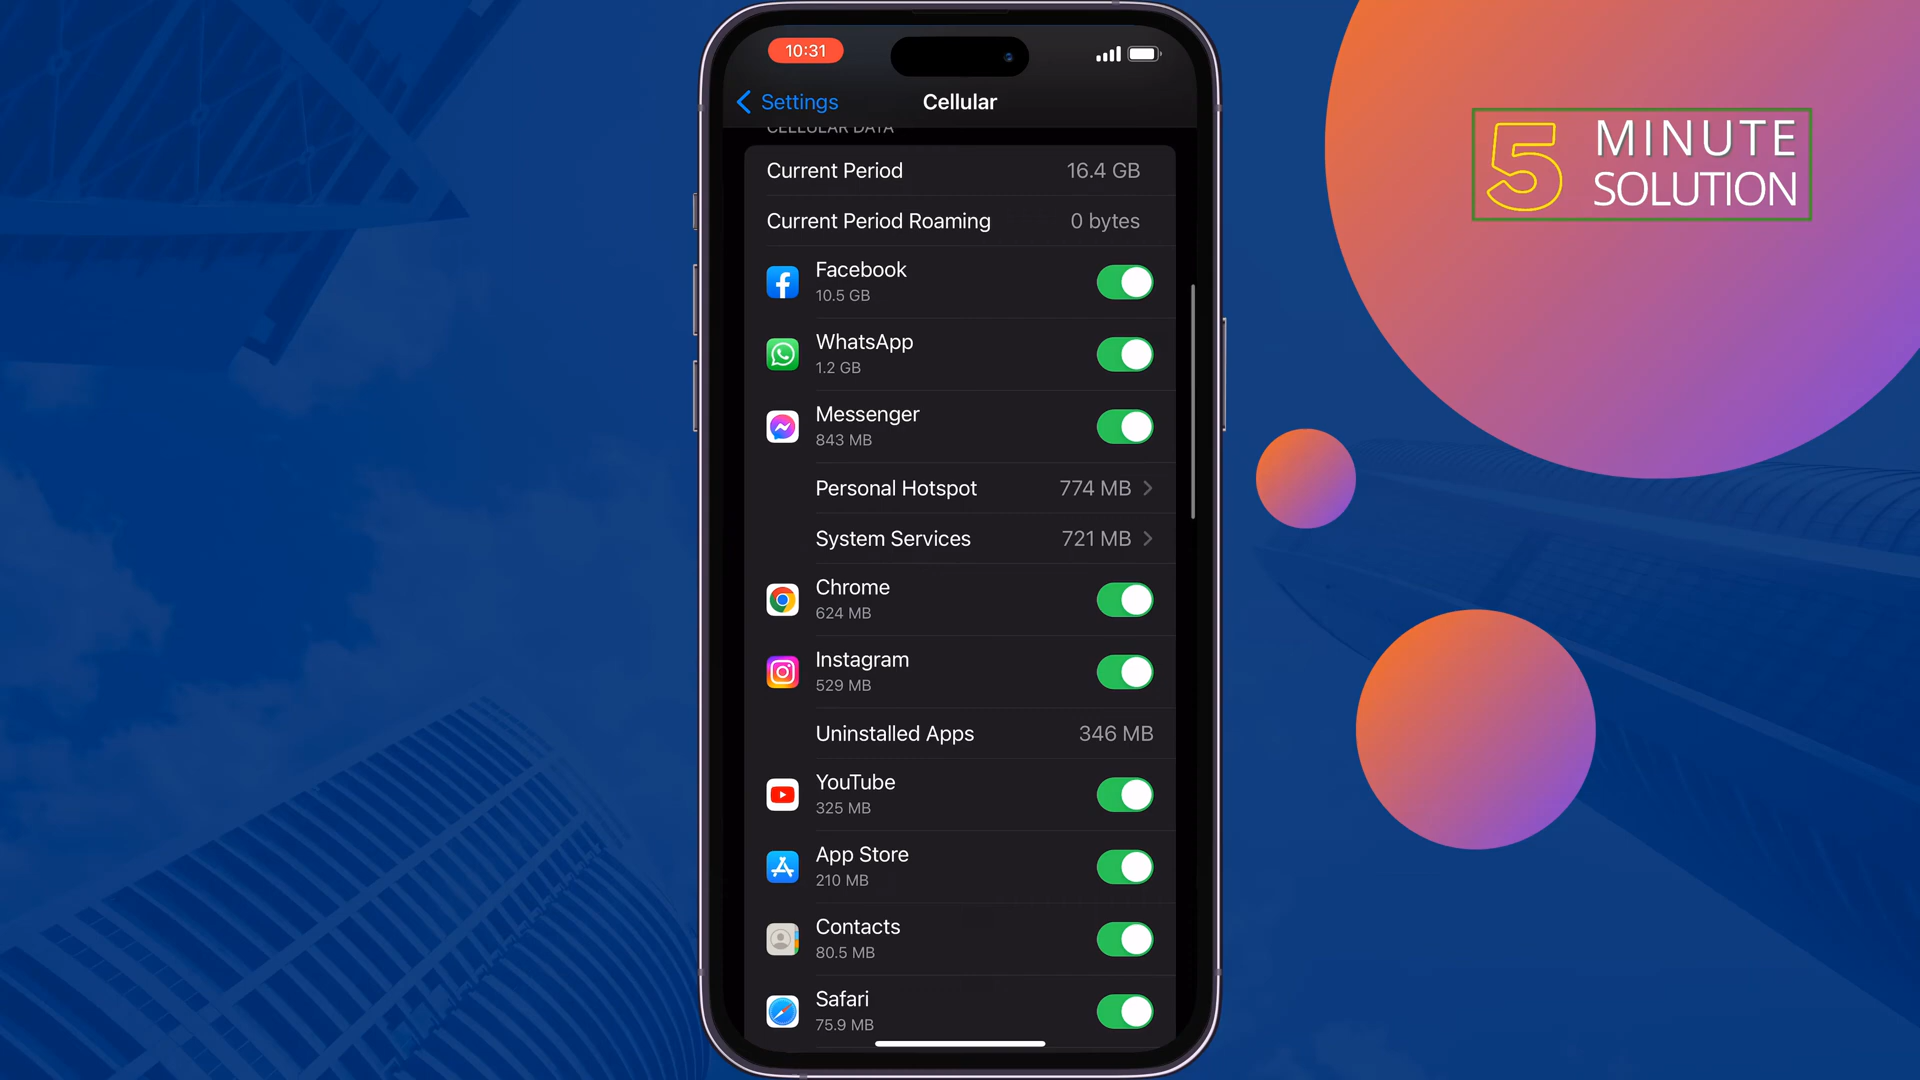 10:31
Settings
Cellular
CELLULAR DATA
Current Period
16.4 GB
Current Period Roaming
0 bytes
Facebook
10.5 GB
WhatsApp
1.2 GB
Messenger
843 MB
Personal Hotspot
774 MB
System Services
721 MB
Chrome
624 MB
Instagram
529 MB
Uninstalled Apps
346 MB
YouTube
325 MB
App Store
210 MB
Contacts
80.5 MB
Safari
75.9 MB
5 MINUTE
SOLUTION